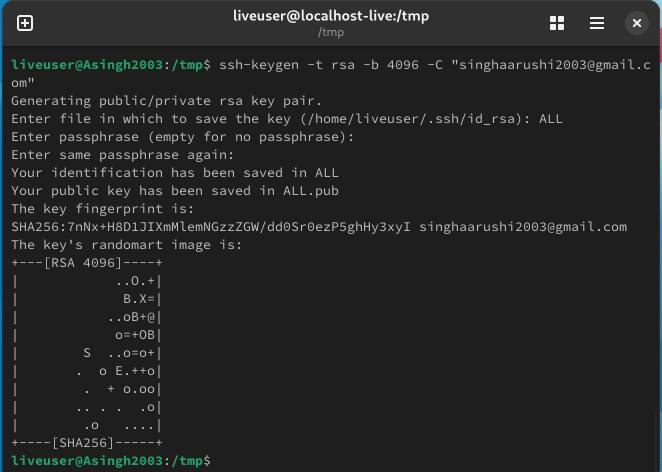 liveuser@localhost-live:/tmp
/tmp
liveuser@Asingh2003:/tmp$ ssh-keygen -t rsa -b 4096 -C "singhaarushi2003@gmail.c
om"
Generating public/private rsa key pair.
Enter file in which to save the key (/home/liveuser/.ssh/id_rsa): ALL
Enter passphrase (empty for no passphrase):
Enter same passphrase again:
Your identification has been saved in ALL
Your public key has been saved in ALL.pub
The key fingerprint is:
SHA256:7nNx+H8D1JIXmMlemNGzzZGW/dd0Sr0ezP5ghHy3xyI singhaarushi2003@gmail.com
The key's randomart image is:
+---[RSA 4096]----+
|            ..O.+|
|             B.X=|
|           ..oB+@|
|            o=+OB|
|        S  ..o=o+|
|       .  o E.++o|
|        .  + o.oo|
|       .. . .  .o|
|        .o   ....|
+----[SHA256]-----+
liveuser@Asingh2003:/tmp$